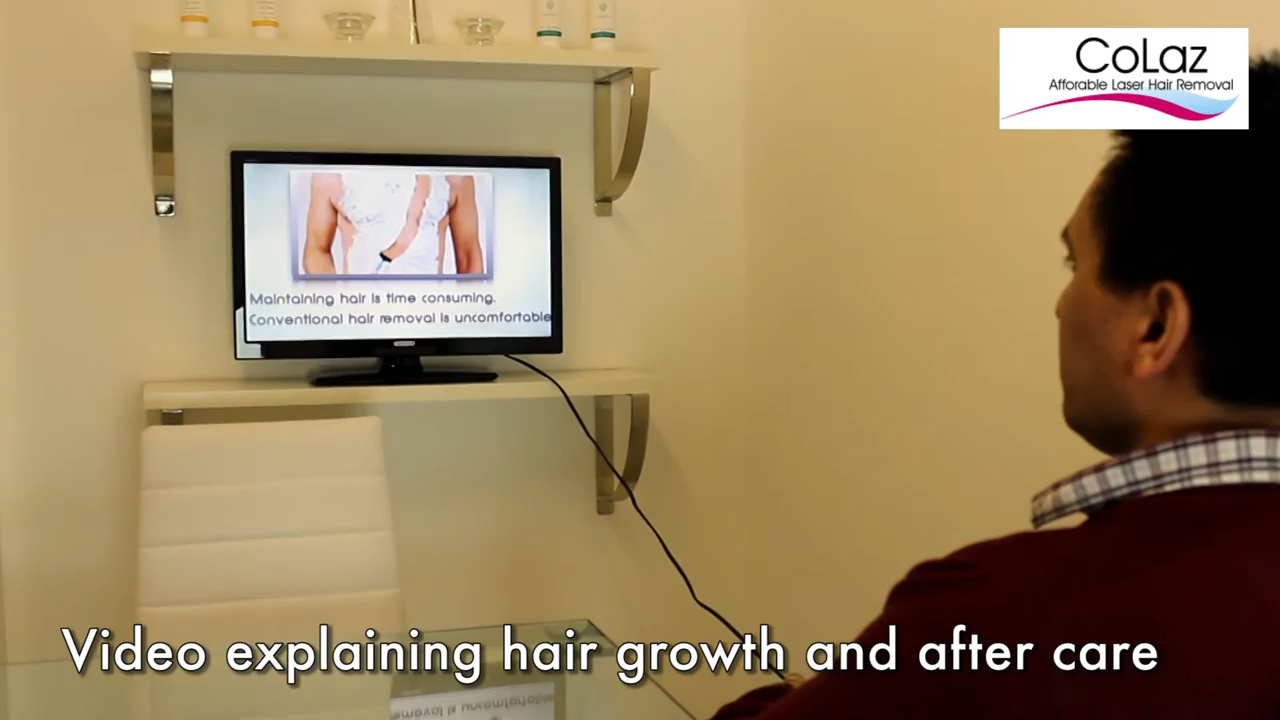 CoLaz
Afforable Laser Hair Removal
Maintaining hair is time consuming.
Conventional hair removal is uncomfortable
Video explaining hair growth and after care